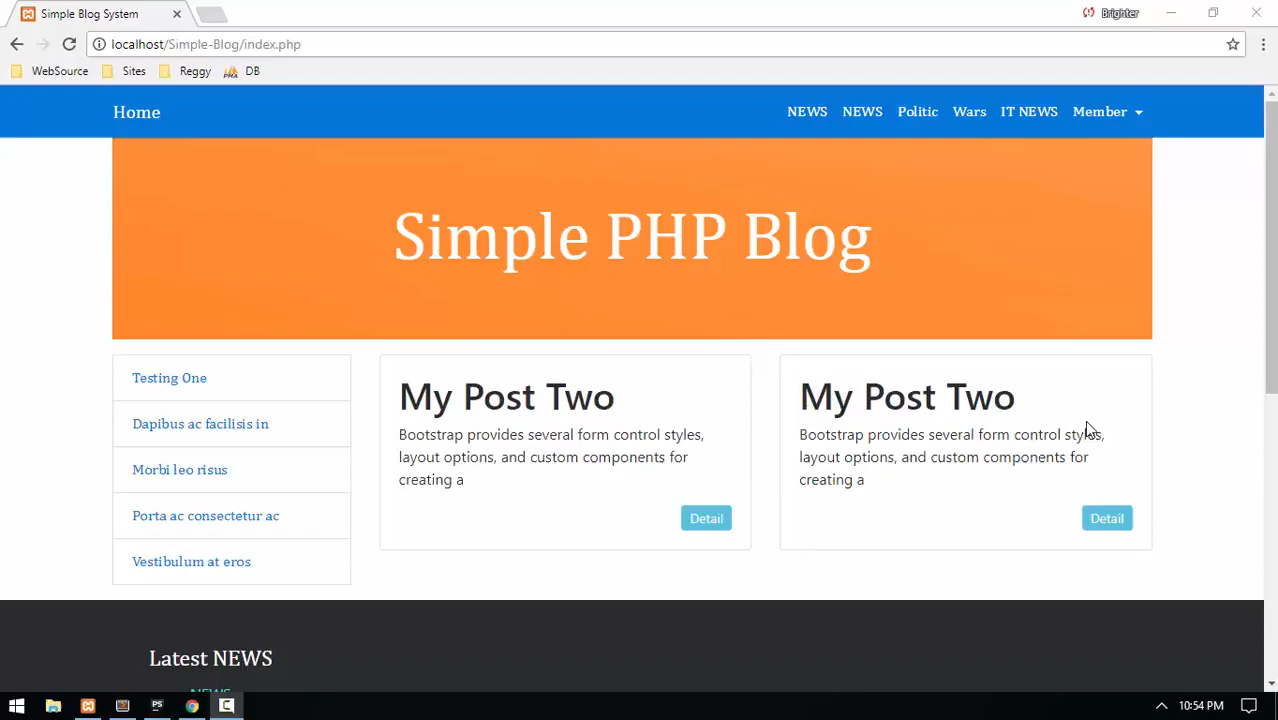 Simple Blog System
Brighter
localhost/Simple-Blog/index.php
WebSource Sites Reggy DB
Home NEWS NEWS Politic Wars IT NEWS Member
Simple PHP Blog
Testing One
Dapibus ac facilisis in
Morbi leo risus
Porta ac consectetur ac
Vestibulum at eros
My Post Two
Bootstrap provides several form control styles,
layout options, and custom components for
creating a
Detail
My Post Two
Bootstrap provides several form control styles,
layout options, and custom components for
creating a
Detail
Latest NEWS
NEWS
10:54 PM